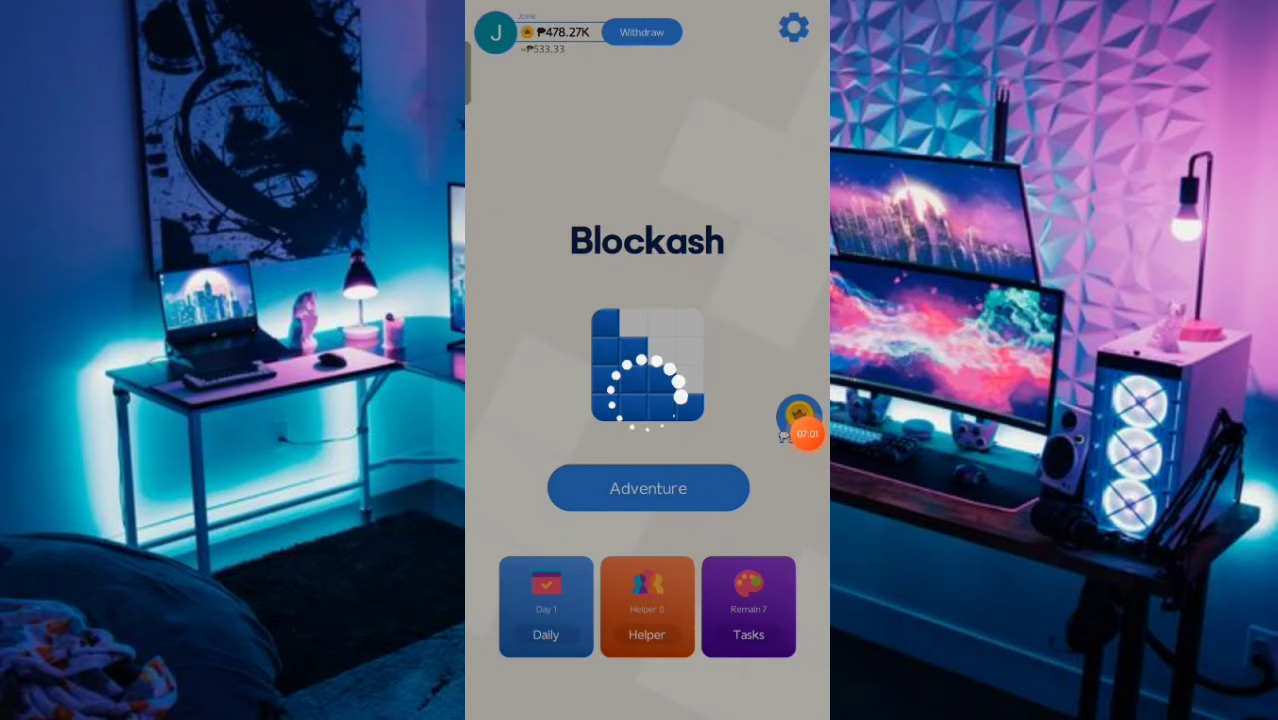 Jovie
J
₱478.27K
Withdraw
≈₱533.33
Blockash
07:01
Adventure
Day 1
Daily
Helper 0
Helper
Remain 7
Tasks